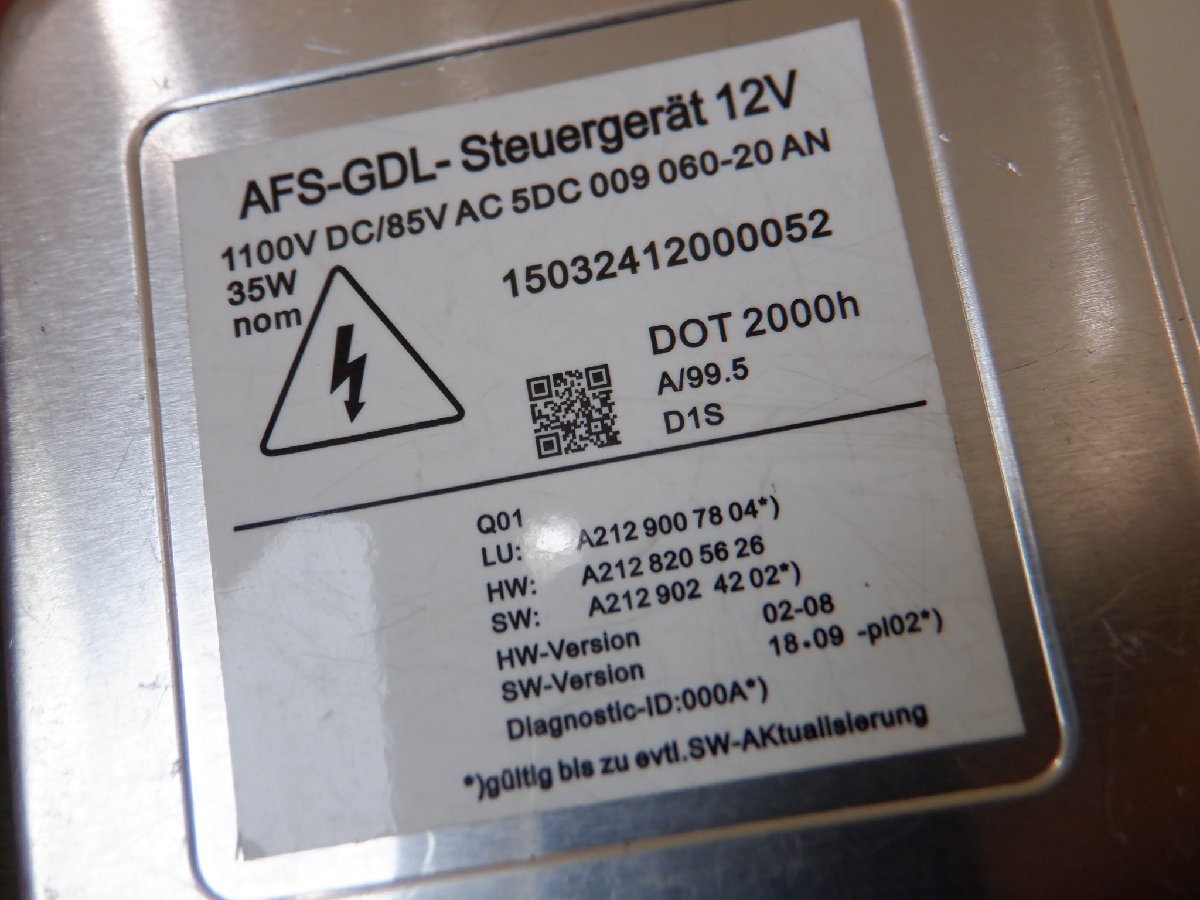 AFS-GDL-Steuergerät 12V
1100V DC/85V AC 5DC 009 060-20 AN
35W
nom
15032412000052
DOT 2000h
A/99.5
D1S
Q01
LU: A212 900 78 04*)
HW: A212 820 56 26
SW: A212 902 42 02*)
HW-Version 02-08
SW-Version 18.09 -pl02*)
Diagnostic-ID:000A*)
*)gültig bis zu evtl.SW-AKtualisierung